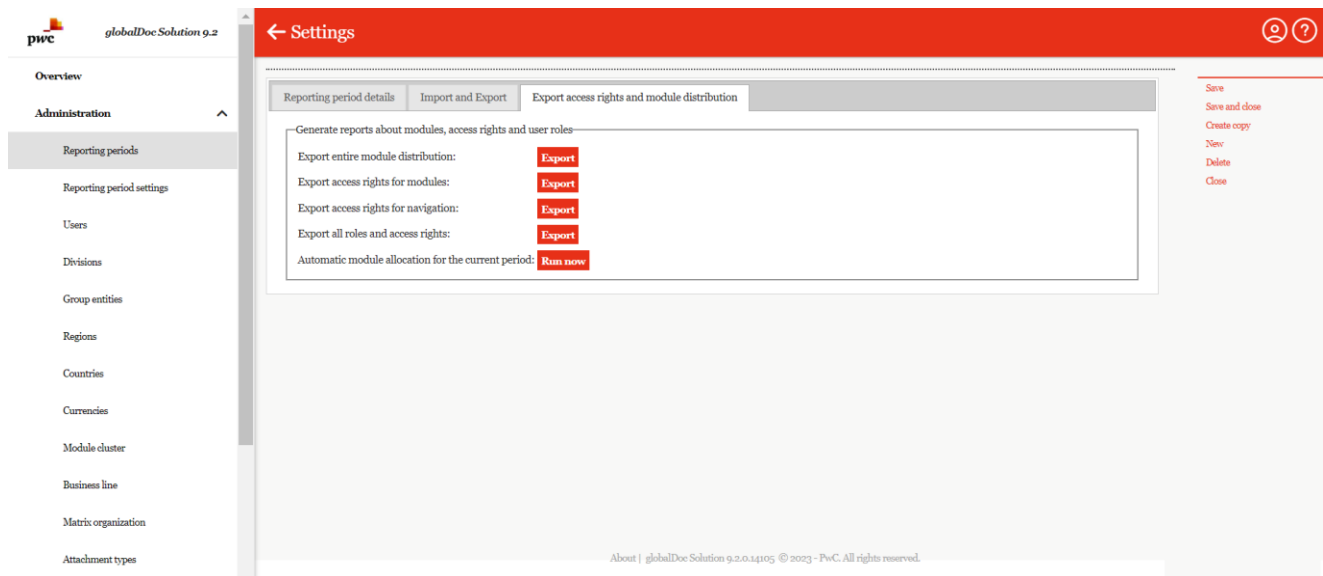 pwc
globalDoc Solution 9.2
Overview
Administration
Reporting periods
Reporting period settings
Users
Divisions
Group entities
Regions
Countries
Currencies
Module cluster
Business line
Matrix organization
Attachment types
Settings
Reporting period details
Import and Export
Export access rights and module distribution
Generate reports about modules, access rights and user roles
Export entire module distribution: Export
Export access rights for modules: Export
Export access rights for navigation: Export
Export all roles and access rights: Export
Automatic module allocation for the current period: Run now
Save
Save and close
Create copy
New
Delete
Close
About | globalDoc Solution 9.2.0.14105 © 2023 - PwC. All rights reserved.